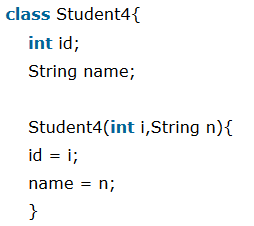 class Student4{
int id;
String name;
Student4(int i,String n){
id = i;
name = n;
}